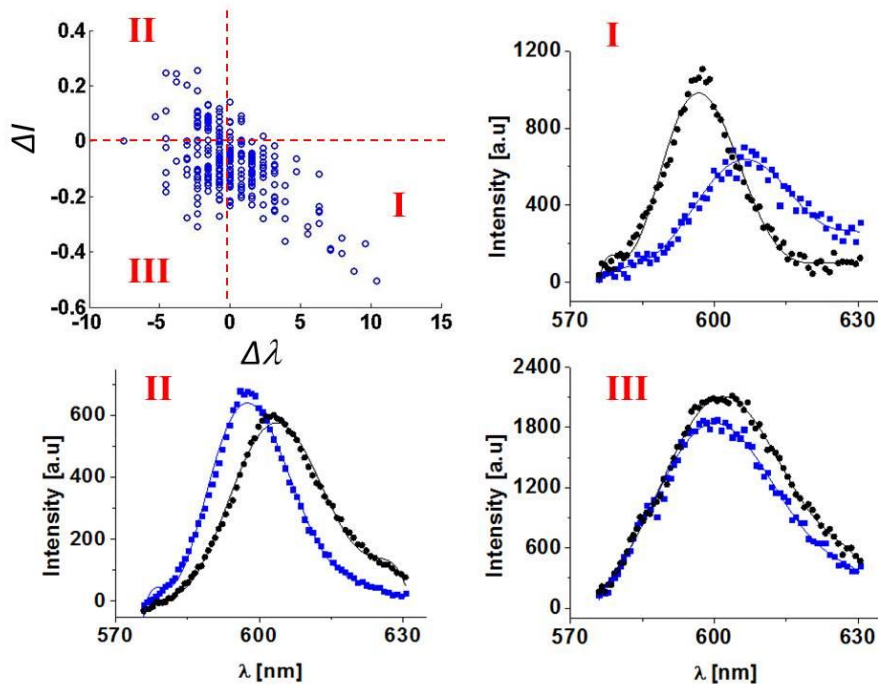 II
0.4
0.2
0
-0.2
-0.4
-0.6
ΔI
I
III
-10 -5 0 5 10 15
Δλ
I
1200
800
400
0
Intensity [a.u]
570 600 630
II
600
400
200
0
Intensity [a.u]
570 600 630
λ [nm]
III
2400
1800
1200
600
0
Intensity [a.u]
570 600 630
λ [nm]